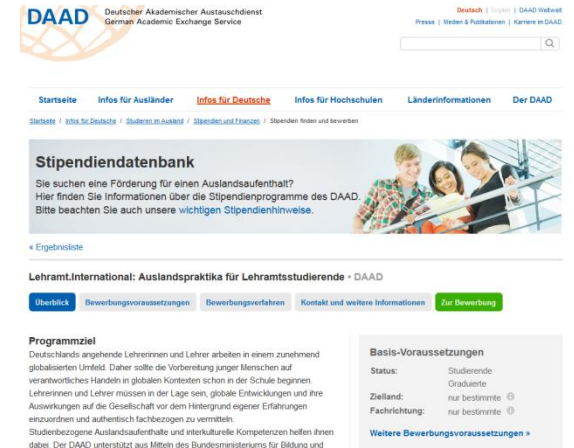 DAAD
Deutscher Akademischer Austauschdienst
German Academic Exchange Service
Deutsch | English | DAAD Weltweit
Presse | Medien & Publikationen | Karriere im DAAD
Startseite Infos für Ausländer Infos für Deutsche Infos für Hochschulen Länderinformationen Der DAAD
Startseite / Infos für Deutsche / Studieren im Ausland / Stipendien und Finanzen / Stipendien finden und bewerben
Stipendiendatenbank
Sie suchen eine Förderung für einen Auslandsaufenthalt?
Hier finden Sie Informationen über die Stipendienprogramme des DAAD.
Bitte beachten Sie auch unsere wichtigen Stipendienhinweise.
« Ergebnisliste
Lehramt.International: Auslandspraktika für Lehramtsstudierende • DAAD
Überblick Bewerbungsvoraussetzungen Bewerbungsverfahren Kontakt und weitere Informationen Zur Bewerbung
Programmziel
Deutschlands angehende Lehrerinnen und Lehrer arbeiten in einem zunehmend
globalisierten Umfeld. Daher sollte die Vorbereitung junger Menschen auf
verantwortliches Handeln in globalen Kontexten schon in der Schule beginnen.
Lehrerinnen und Lehrer müssen in der Lage sein, globale Entwicklungen und ihre
Auswirkungen auf die Gesellschaft vor dem Hintergrund eigener Erfahrungen
einzuordnen und authentisch fachbezogen zu vermitteln.
Studienbezogene Auslandsaufenthalte und interkulturelle Kompetenzen helfen ihnen
dabei. Der DAAD unterstützt aus Mitteln des Bundesministeriums für Bildung und
Basis-Voraussetzungen
Status: Studierende
Graduierte
Zielland: nur bestimmte
Fachrichtung: nur bestimmte
Weitere Bewerbungsvoraussetzungen »